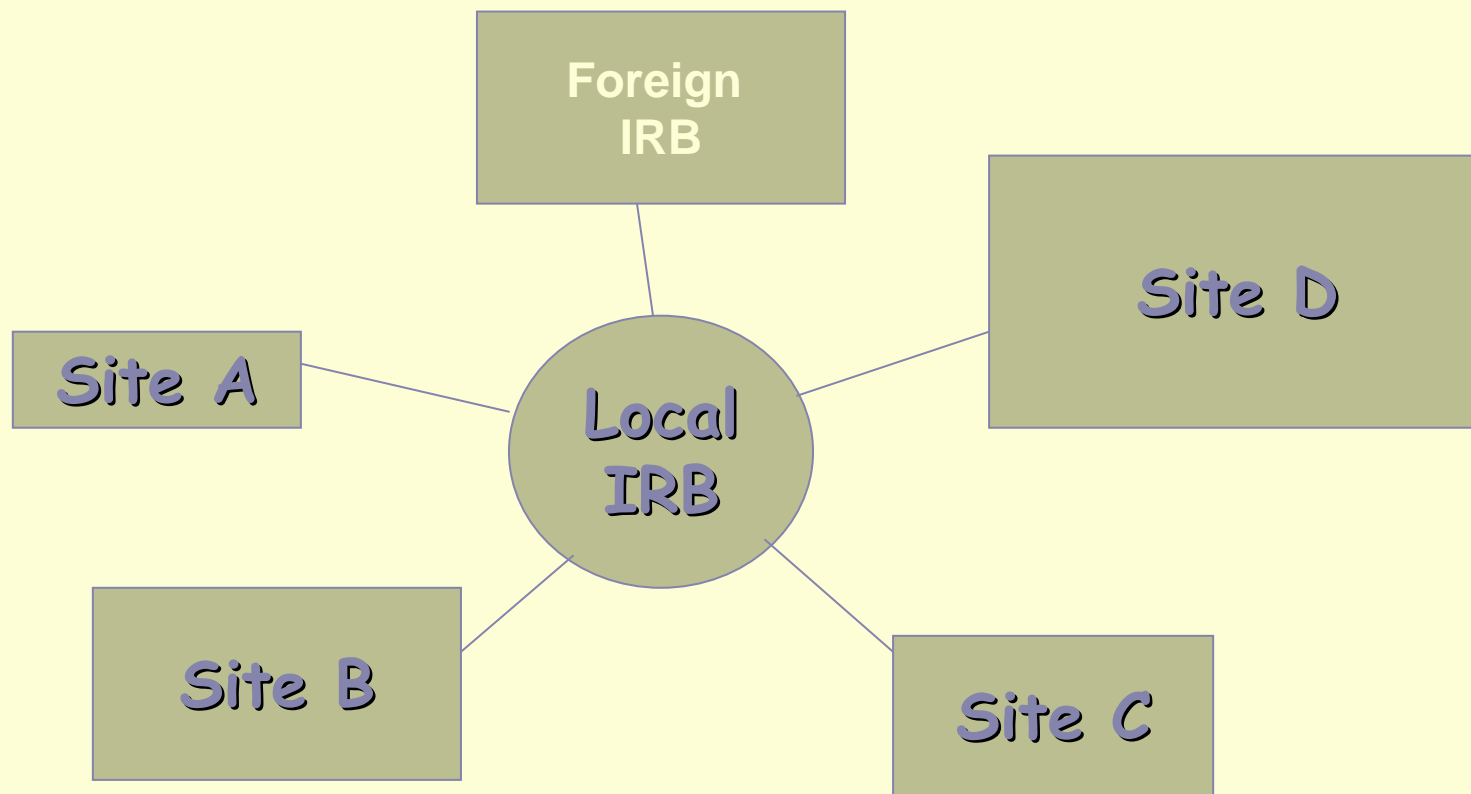 Foreign
IRB
Site D
Site A
Local
IRB
Site B
Site C